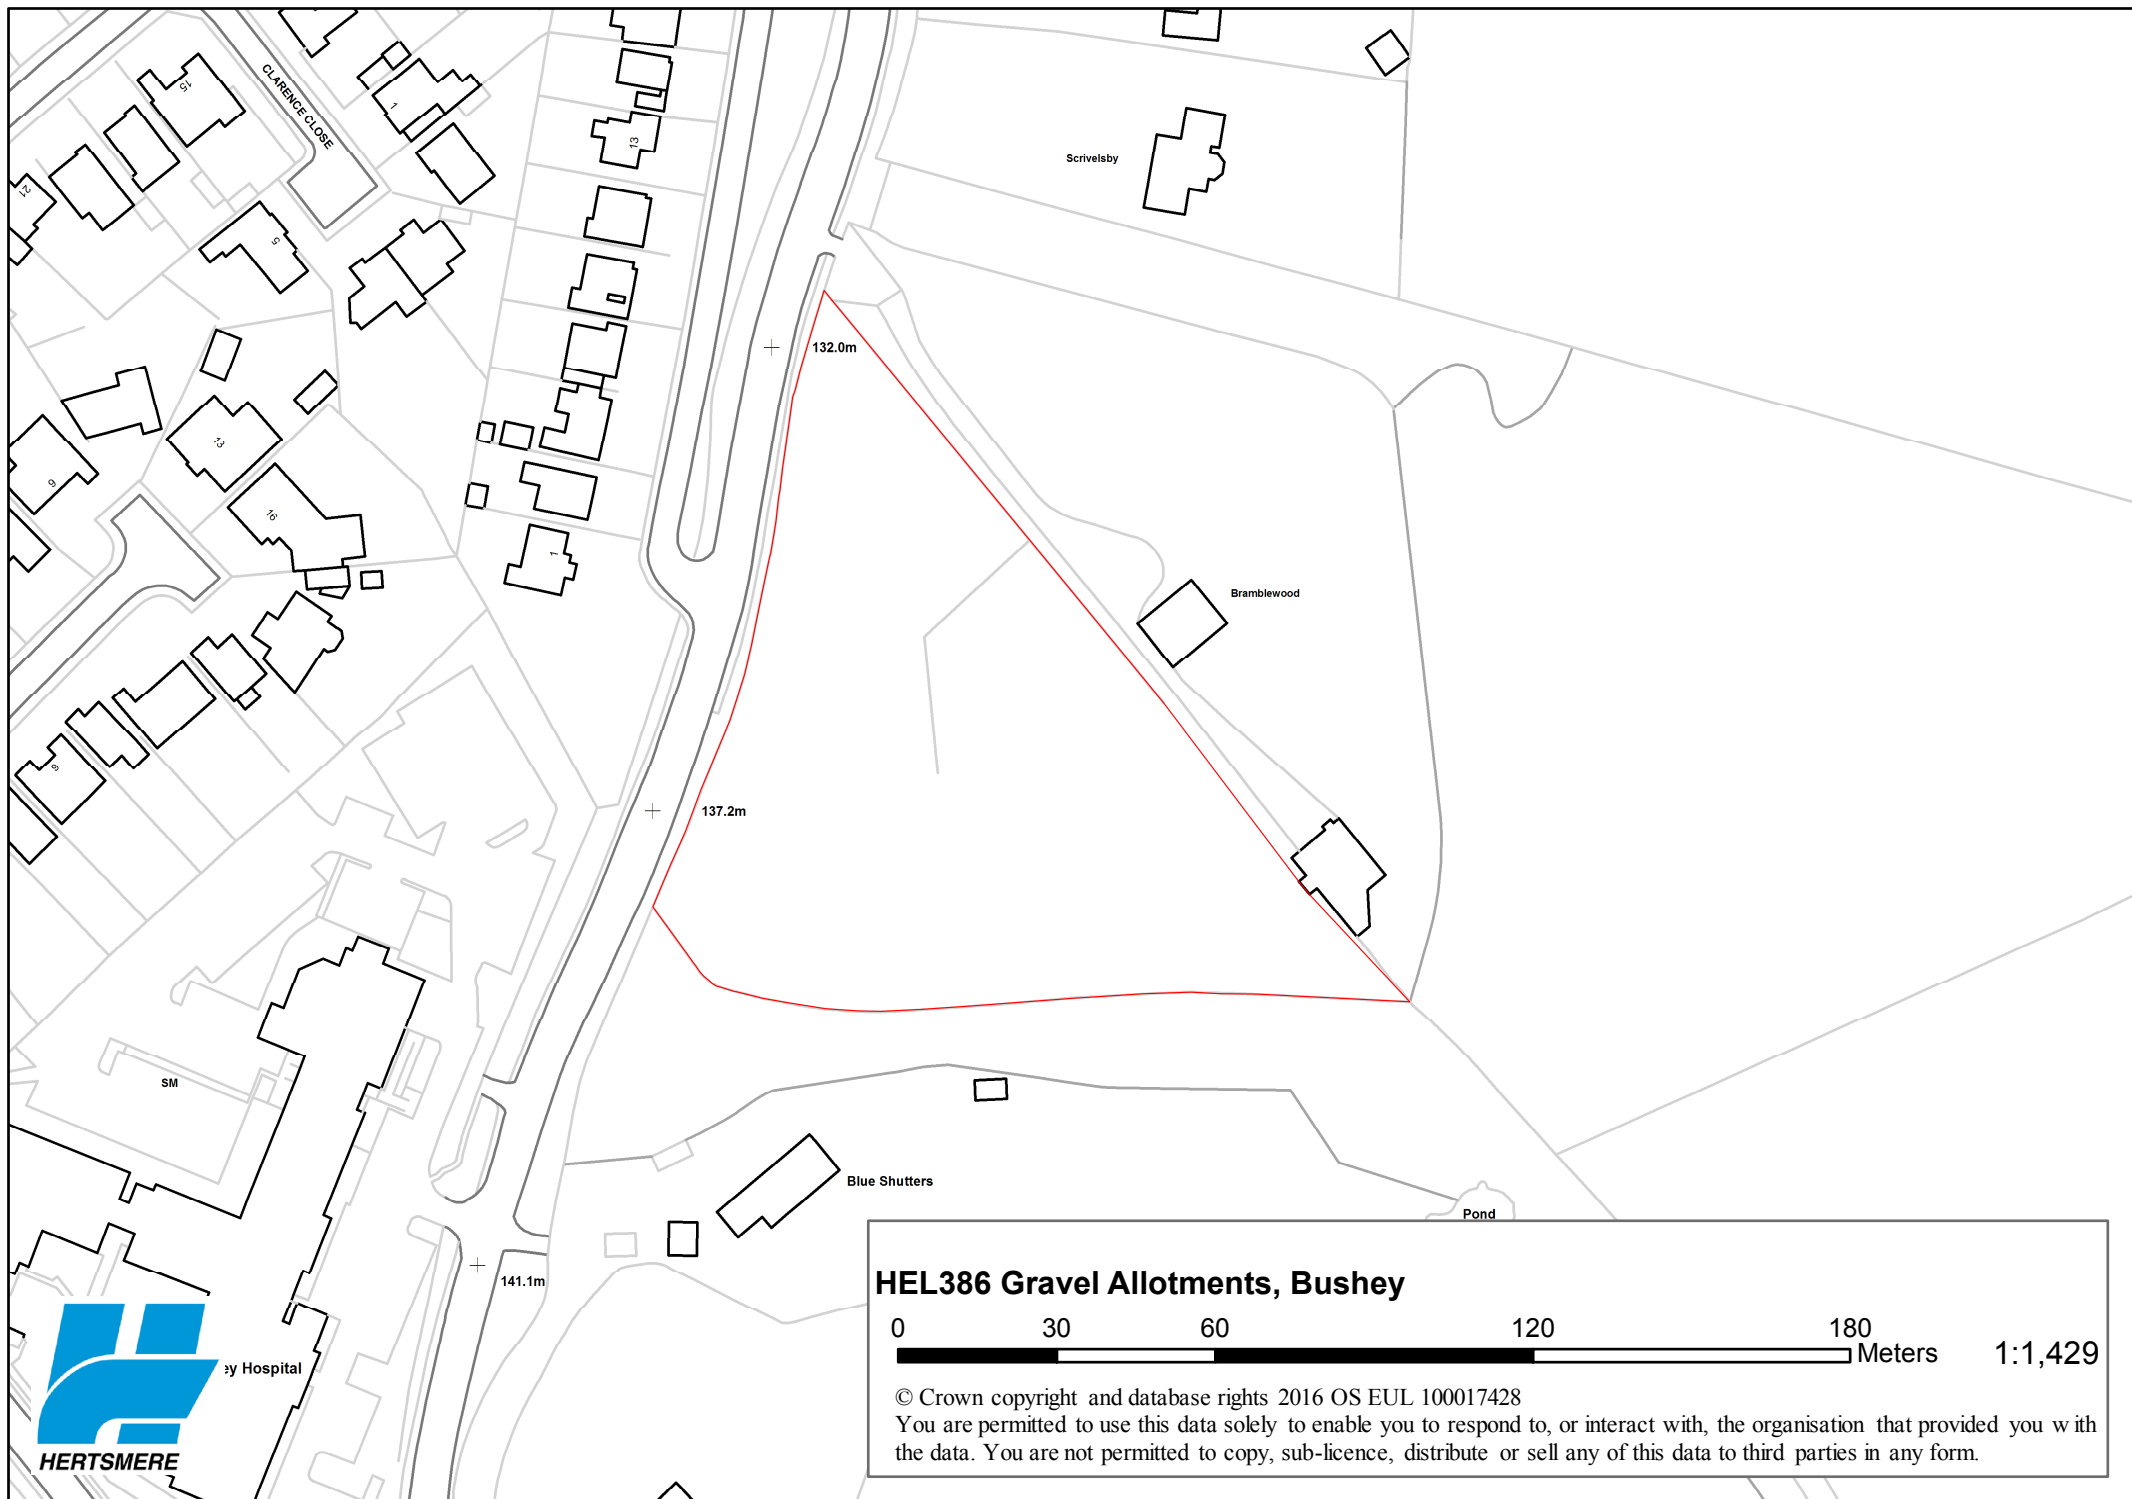 CLARENCE CLOSE
15
1
13
21
5
Scrivelsby
132.0m
13
9
16
1
Bramblewood
8
137.2m
SM
Blue Shutters
Pond
141.1m
ey Hospital
HERTSMERE
HEL386 Gravel Allotments, Bushey
0 30 60 120 180
Meters 1:1,429
© Crown copyright and database rights 2016 OS EUL 100017428
You are permitted to use this data solely to enable you to respond to, or interact with, the organisation that provided you with
the data. You are not permitted to copy, sub-licence, distribute or sell any of this data to third parties in any form.